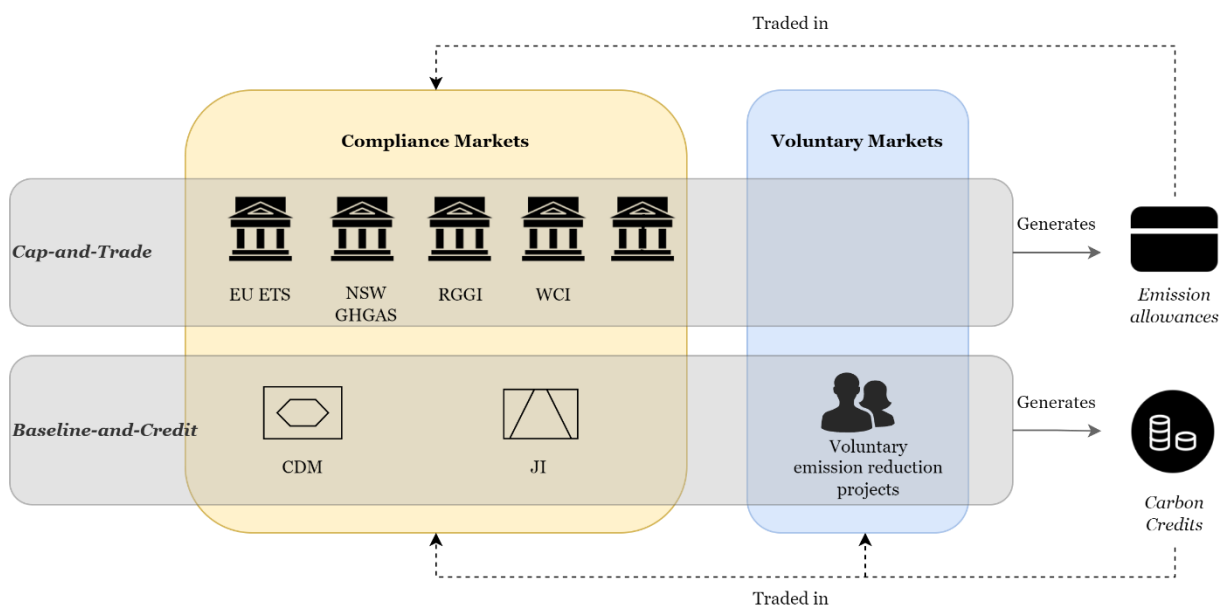 Traded in
Compliance Markets
Voluntary Markets
Cap-and-Trade
EU ETS
NSW
GHGAS
RGGI
WCI
Generates
Emission
allowances
Baseline-and-Credit
CDM
JI
Voluntary
emission reduction
projects
Generates
Carbon
Credits
Traded in